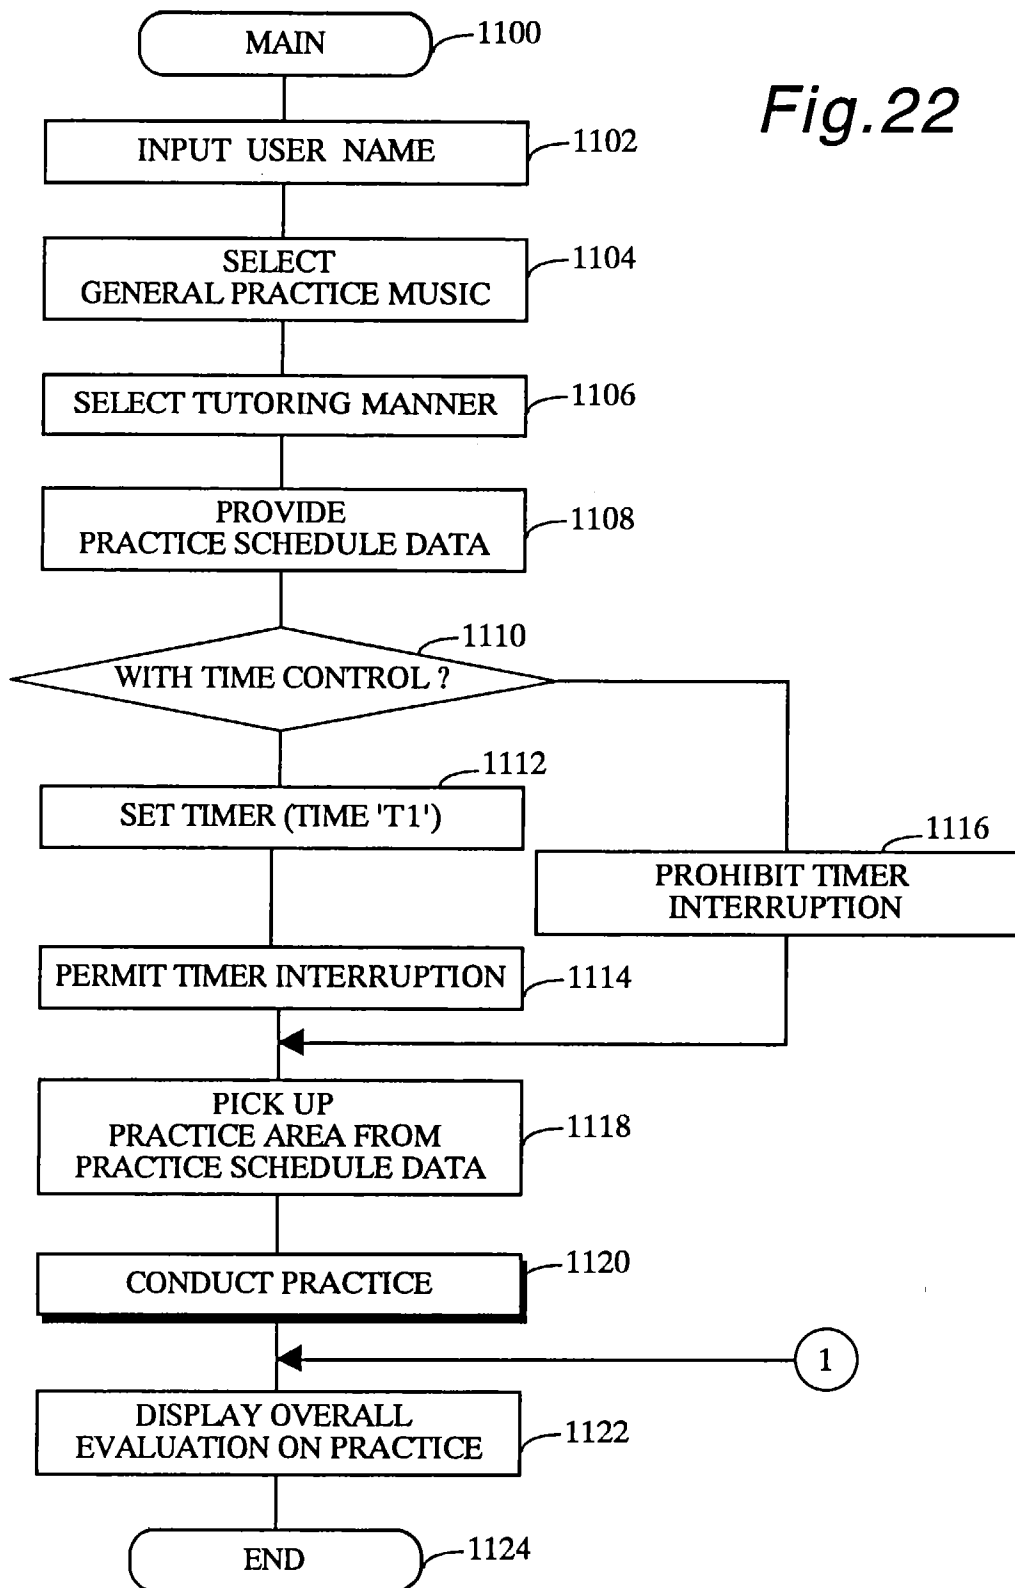 MAIN
1100
Fig.22
INPUT USER NAME
1102
SELECT
GENERAL PRACTICE MUSIC
1104
SELECT TUTORING MANNER
1106
PROVIDE
PRACTICE SCHEDULE DATA
1108
1110
WITH TIME CONTROL ?
1112
SET TIMER (TIME 'T1')
1116
PROHIBIT TIMER
INTERRUPTION
PERMIT TIMER INTERRUPTION
1114
PICK UP
PRACTICE AREA FROM
PRACTICE SCHEDULE DATA
1118
CONDUCT PRACTICE
1120
1
DISPLAY OVERALL
EVALUATION ON PRACTICE
1122
END
1124